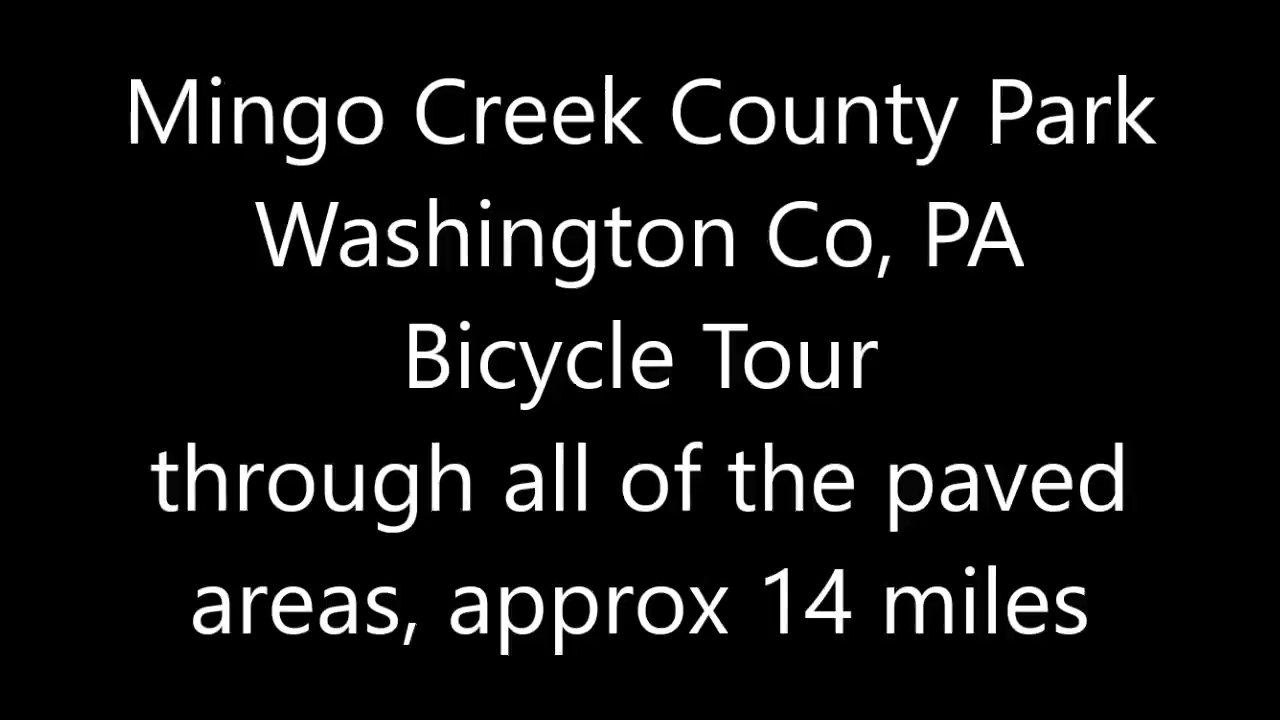 Mingo Creek County Park
Washington Co, PA
Bicycle Tour
through all of the paved
areas, approx 14 miles